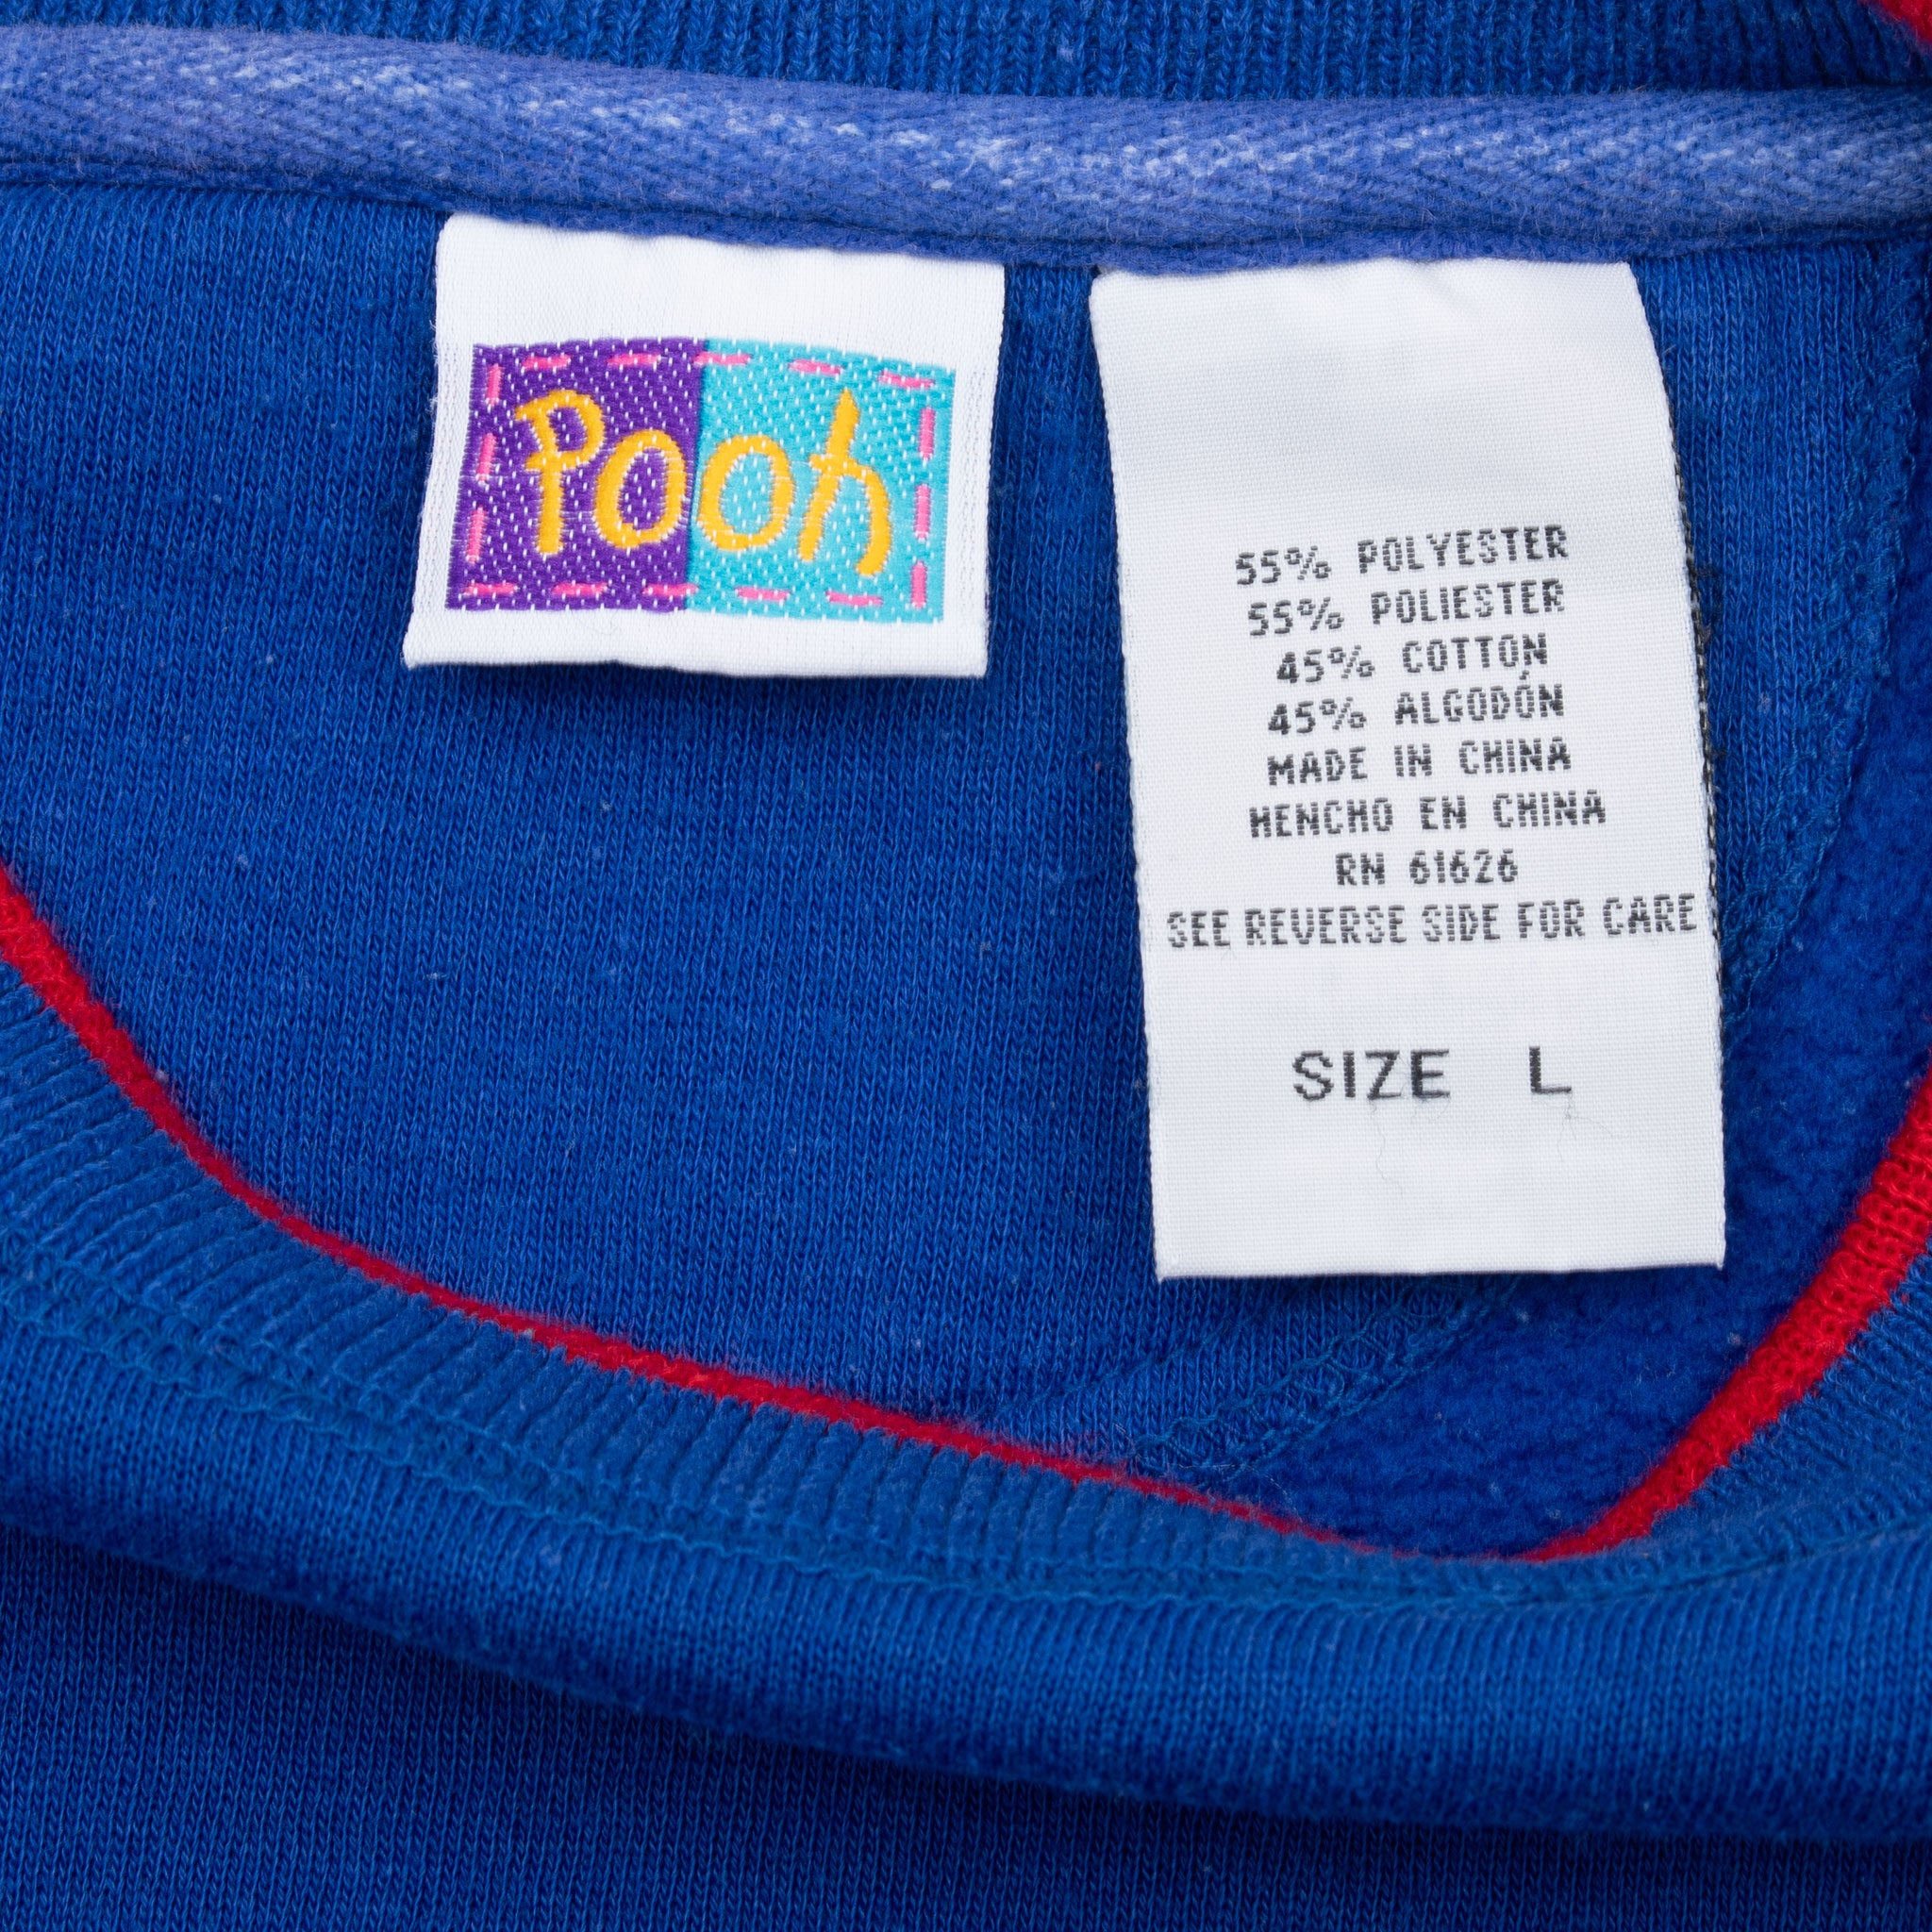 Pooh
55% POLYESTER
55% POLIESTER
45% COTTON
45% ALGODÓN
MADE IN CHINA
HENCHO EN CHINA
RN 61626
SEE REVERSE SIDE FOR CARE
SIZE L